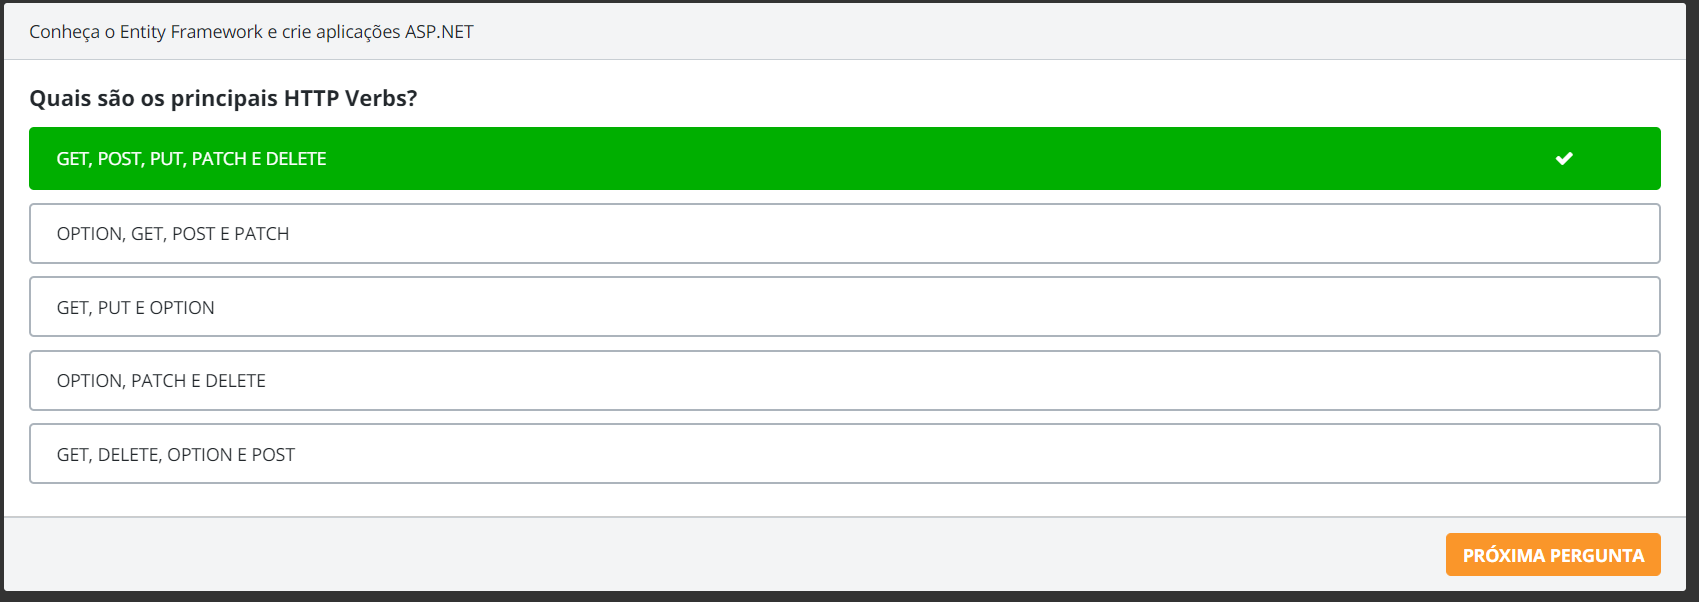 Conheça o Entity Framework e crie aplicações ASP.NET
Quais são os principais HTTP Verbs?
GET, POST, PUT, PATCH E DELETE
OPTION, GET, POST E PATCH
GET, PUT E OPTION
OPTION, PATCH E DELETE
GET, DELETE, OPTION E POST
PRÓXIMA PERGUNTA